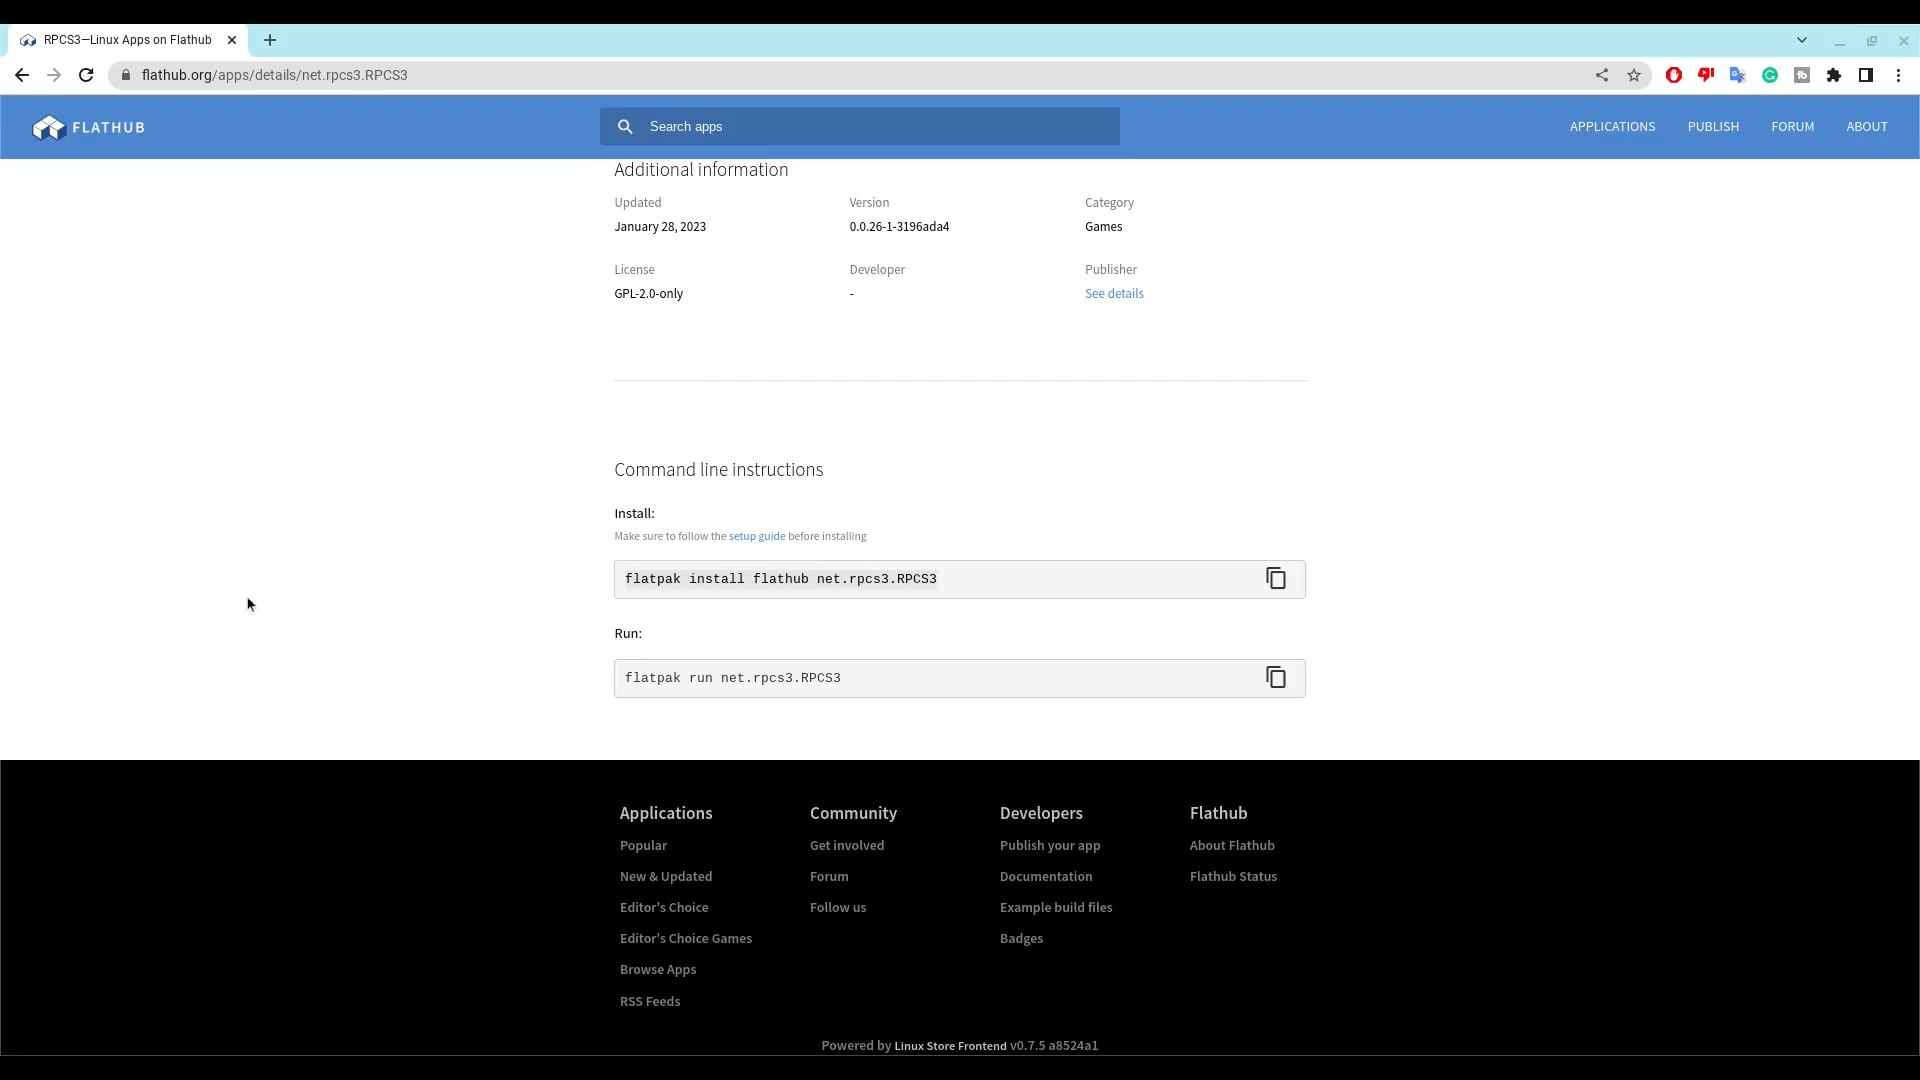 RPCS3—Linux Apps on Flathub
flathub.org/apps/details/net.rpcs3.RPCS3
FLATHUB
Search apps
APPLICATIONS
PUBLISH
FORUM
ABOUT
Additional information
Updated
Version
Category
January 28, 2023
0.0.26-1-3196ada4
Games
License
Developer
Publisher
GPL-2.0-only
-
See details
Command line instructions
Install:
Make sure to follow the setup guide before installing
flatpak install flathub net.rpcs3.RPCS3
Run:
flatpak run net.rpcs3.RPCS3
Applications
Popular
New & Updated
Editor's Choice
Editor's Choice Games
Browse Apps
RSS Feeds
Community
Get involved
Forum
Follow us
Developers
Publish your app
Documentation
Example build files
Badges
Flathub
About Flathub
Flathub Status
Powered by Linux Store Frontend v0.7.5 a8524a1